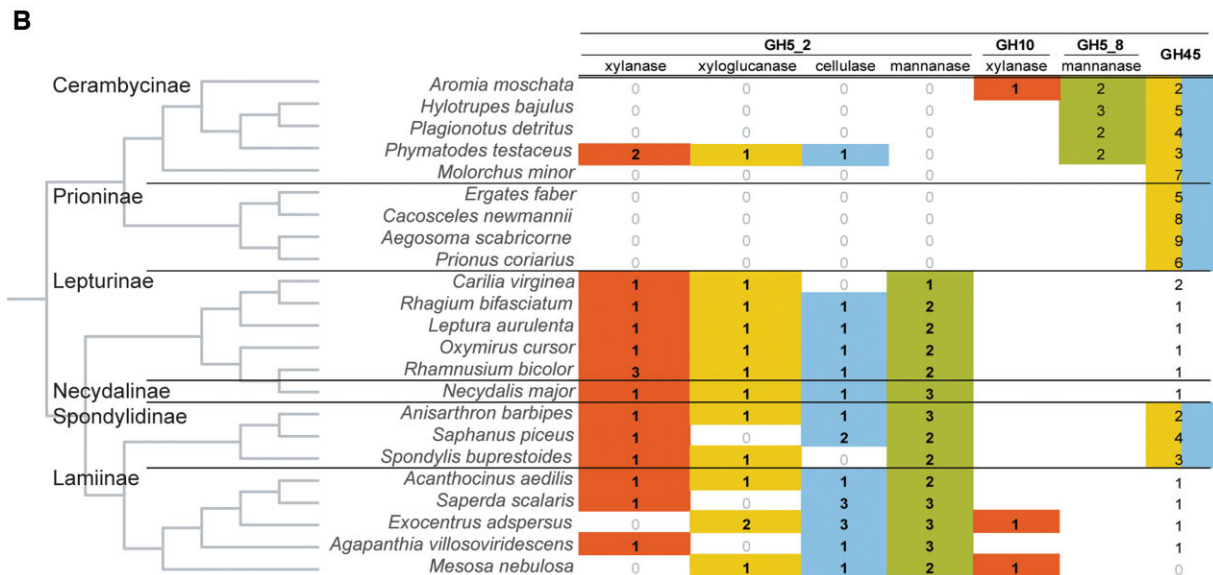 B
GH5_2 GH10 GH5_8 GH45
xylanase xyloglucanase cellulase mannanase xylanase mannanase
Cerambycinae Aromia moschata 0 0 0 0 1 2 2
Hylotrupes bajulus 0 0 0 0 3 5
Plagionotus detritus 0 0 0 0 2 4
Phymatodes testaceus 2 1 1 0 2 3
Molorchus minor 0 0 0 0 7
Prioninae Ergates faber 0 0 0 0 5
Cacosceles newmannii 0 0 0 0 8
Aegosoma scabricorne 0 0 0 0 9
Prionus coriarius 0 0 0 0 6
Lepturinae Carilia virginea 1 1 0 1 2
Rhagium bifasciatum 1 1 1 2 1
Leptura aurulenta 1 1 1 2 1
Oxymirus cursor 1 1 1 2 1
Rhamnusium bicolor 3 1 1 2 1
Necydalinae Necydalis major 1 1 1 3 1
Spondylidinae Anisarthron barbipes 1 1 1 3 2
Saphanus piceus 1 0 2 2 4
Spondylis buprestoides 1 1 0 2 3
Lamiinae Acanthocinus aedilis 1 1 1 2 1
Saperda scalaris 1 0 3 3 1
Exocentrus adspersus 0 2 3 3 1 1
Agapanthia villosoviridescens 1 0 1 3 1
Mesosa nebulosa 0 1 1 2 1 0